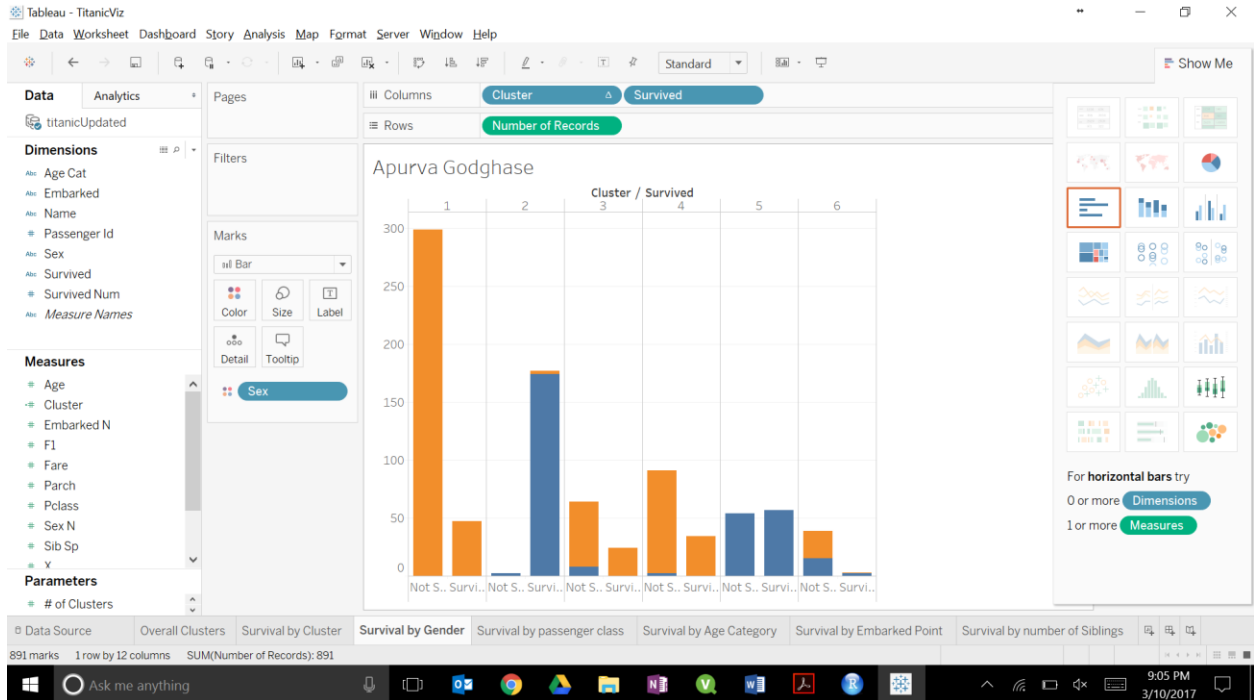 Tableau - TitanicViz
File Data Worksheet Dashboard Story Analysis Map Format Server Window Help
Standard
Show Me
Data Analytics
titanicUpdated
Dimensions
Abc Age Cat
Abc Embarked
Abc Name
# Passenger Id
Abc Sex
Abc Survived
# Survived Num
Abc Measure Names
Measures
# Age
# Cluster
# Embarked N
# F1
# Fare
# Parch
# Pclass
# Sex N
# Sib Sp
# X
Parameters
# # of Clusters
Pages
Filters
Marks
Bar
Color Size Label
Detail Tooltip
Sex
iii Columns Cluster Δ Survived
Rows Number of Records
Apurva Godghase
Cluster / Survived
1 2 3 4 5 6
300
250
200
150
100
50
0
Not S.. Survi.. Not S.. Survi.. Not S.. Survi.. Not S.. Survi.. Not S.. Survi.. Not S.. Survi..
For horizontal bars try
0 or more Dimensions
1 or more Measures
Data Source Overall Clusters Survival by Cluster Survival by Gender Survival by passenger class Survival by Age Category Survival by Embarked Point Survival by number of Siblings
891 marks 1 row by 12 columns SUM(Number of Records): 891
Ask me anything
9:05 PM
3/10/2017